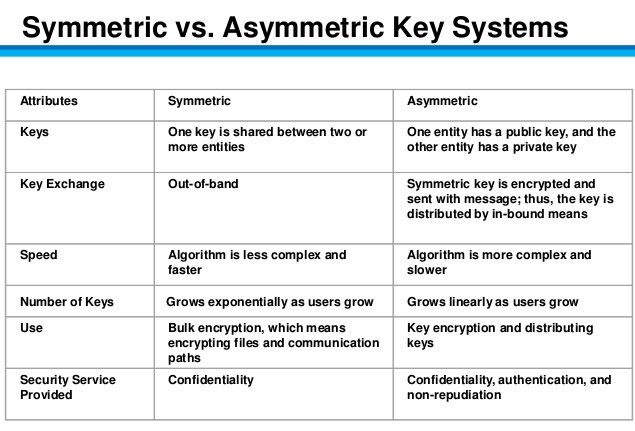 Symmetric vs. Asymmetric Key Systems
Attributes
Symmetric
Asymmetric
Keys
One key is shared between two or
more entities
One entity has a public key, and the
other entity has a private key
Key Exchange
Out-of-band
Symmetric key is encrypted and
sent with message; thus, the key is
distributed by in-bound means
Speed
Algorithm is less complex and
faster
Algorithm is more complex and
slower
Number of Keys
Grows exponentially as users grow
Grows linearly as users grow
Use
Bulk encryption, which means
encrypting files and communication
paths
Key encryption and distributing
keys
Security Service
Provided
Confidentiality
Confidentiality, authentication, and
non-repudiation